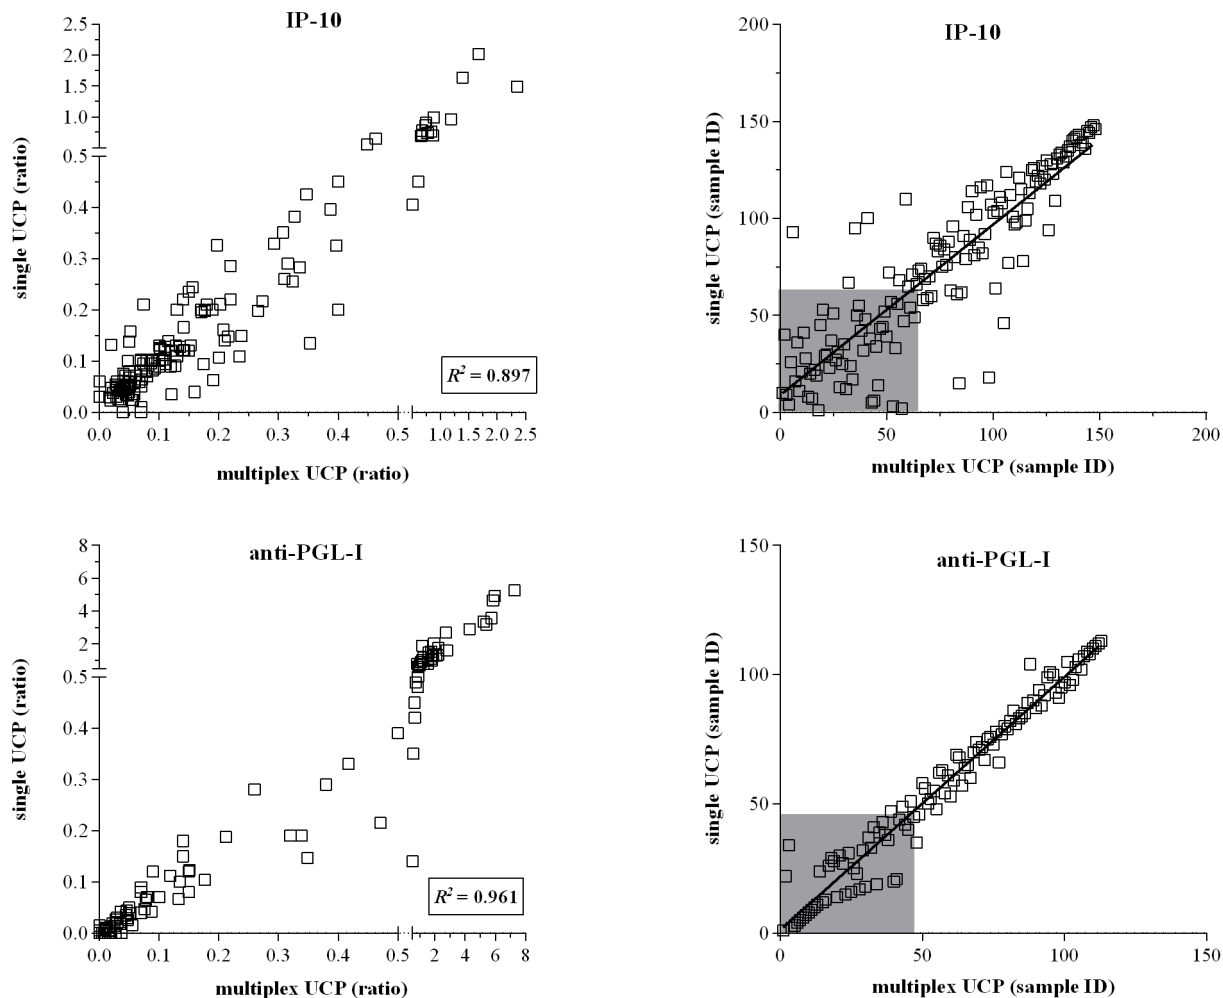 IP-10
2.5
2.0
1.5
1.0
0.5
0.4
0.3
0.2
0.1
0.0
single UCP (ratio)
R² = 0.897
0.0 0.1 0.2 0.3 0.4 0.5 1.0 1.5 2.0 2.5
multiplex UCP (ratio)
IP-10
200
150
100
50
0
single UCP (sample ID)
0 50 100 150 200
multiplex UCP (sample ID)
anti-PGL-I
8
6
4
2
0.5
0.4
0.3
0.2
0.1
0.0
single UCP (ratio)
R² = 0.961
0.0 0.1 0.2 0.3 0.4 0.5 2 4 6 8
multiplex UCP (ratio)
anti-PGL-I
150
100
50
0
single UCP (sample ID)
0 50 100 150
multiplex UCP (sample ID)